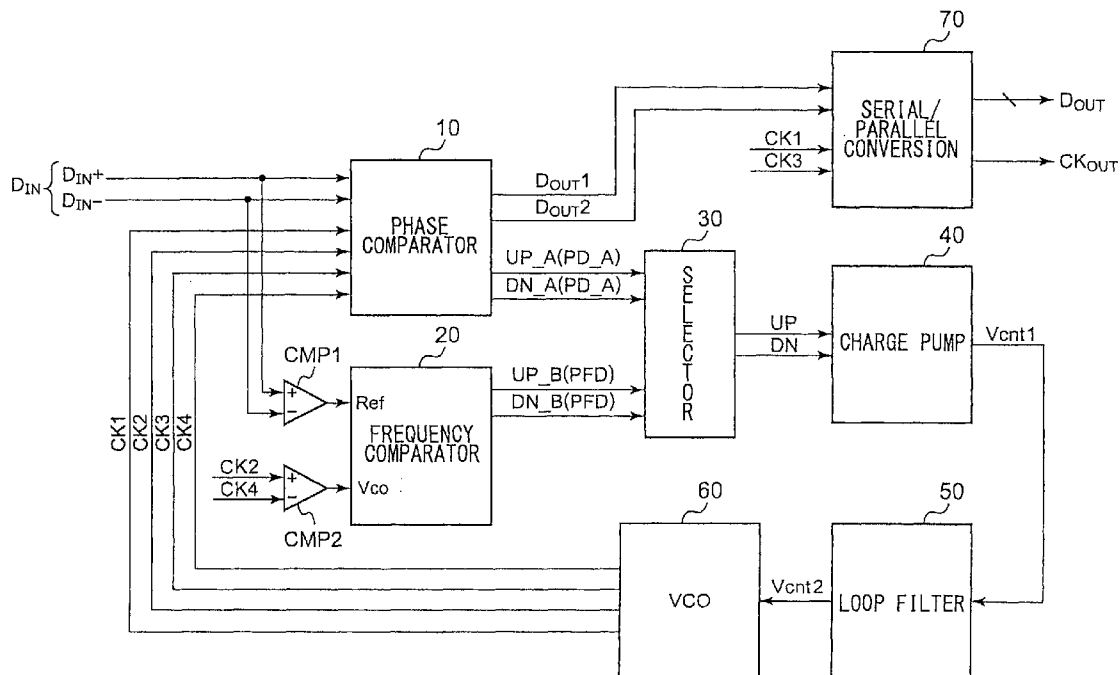 70
SERIAL/
PARALLEL
CONVERSION
DOUT
CKOUT
CK1
CK3
10
DIN
DIN+
DIN−
PHASE
COMPARATOR
DOUT1
DOUT2
UP_A(PD_A)
DN_A(PD_A)
30
SELECTOR
40
UP
DN
CHARGE PUMP
Vcnt1
20
CMP1
Ref
FREQUENCY
COMPARATOR
UP_B(PFD)
DN_B(PFD)
CK1
CK2
CK3
CK4
CK2
CK4
Vco
CMP2
60
VCO
Vcnt2
50
LOOP FILTER